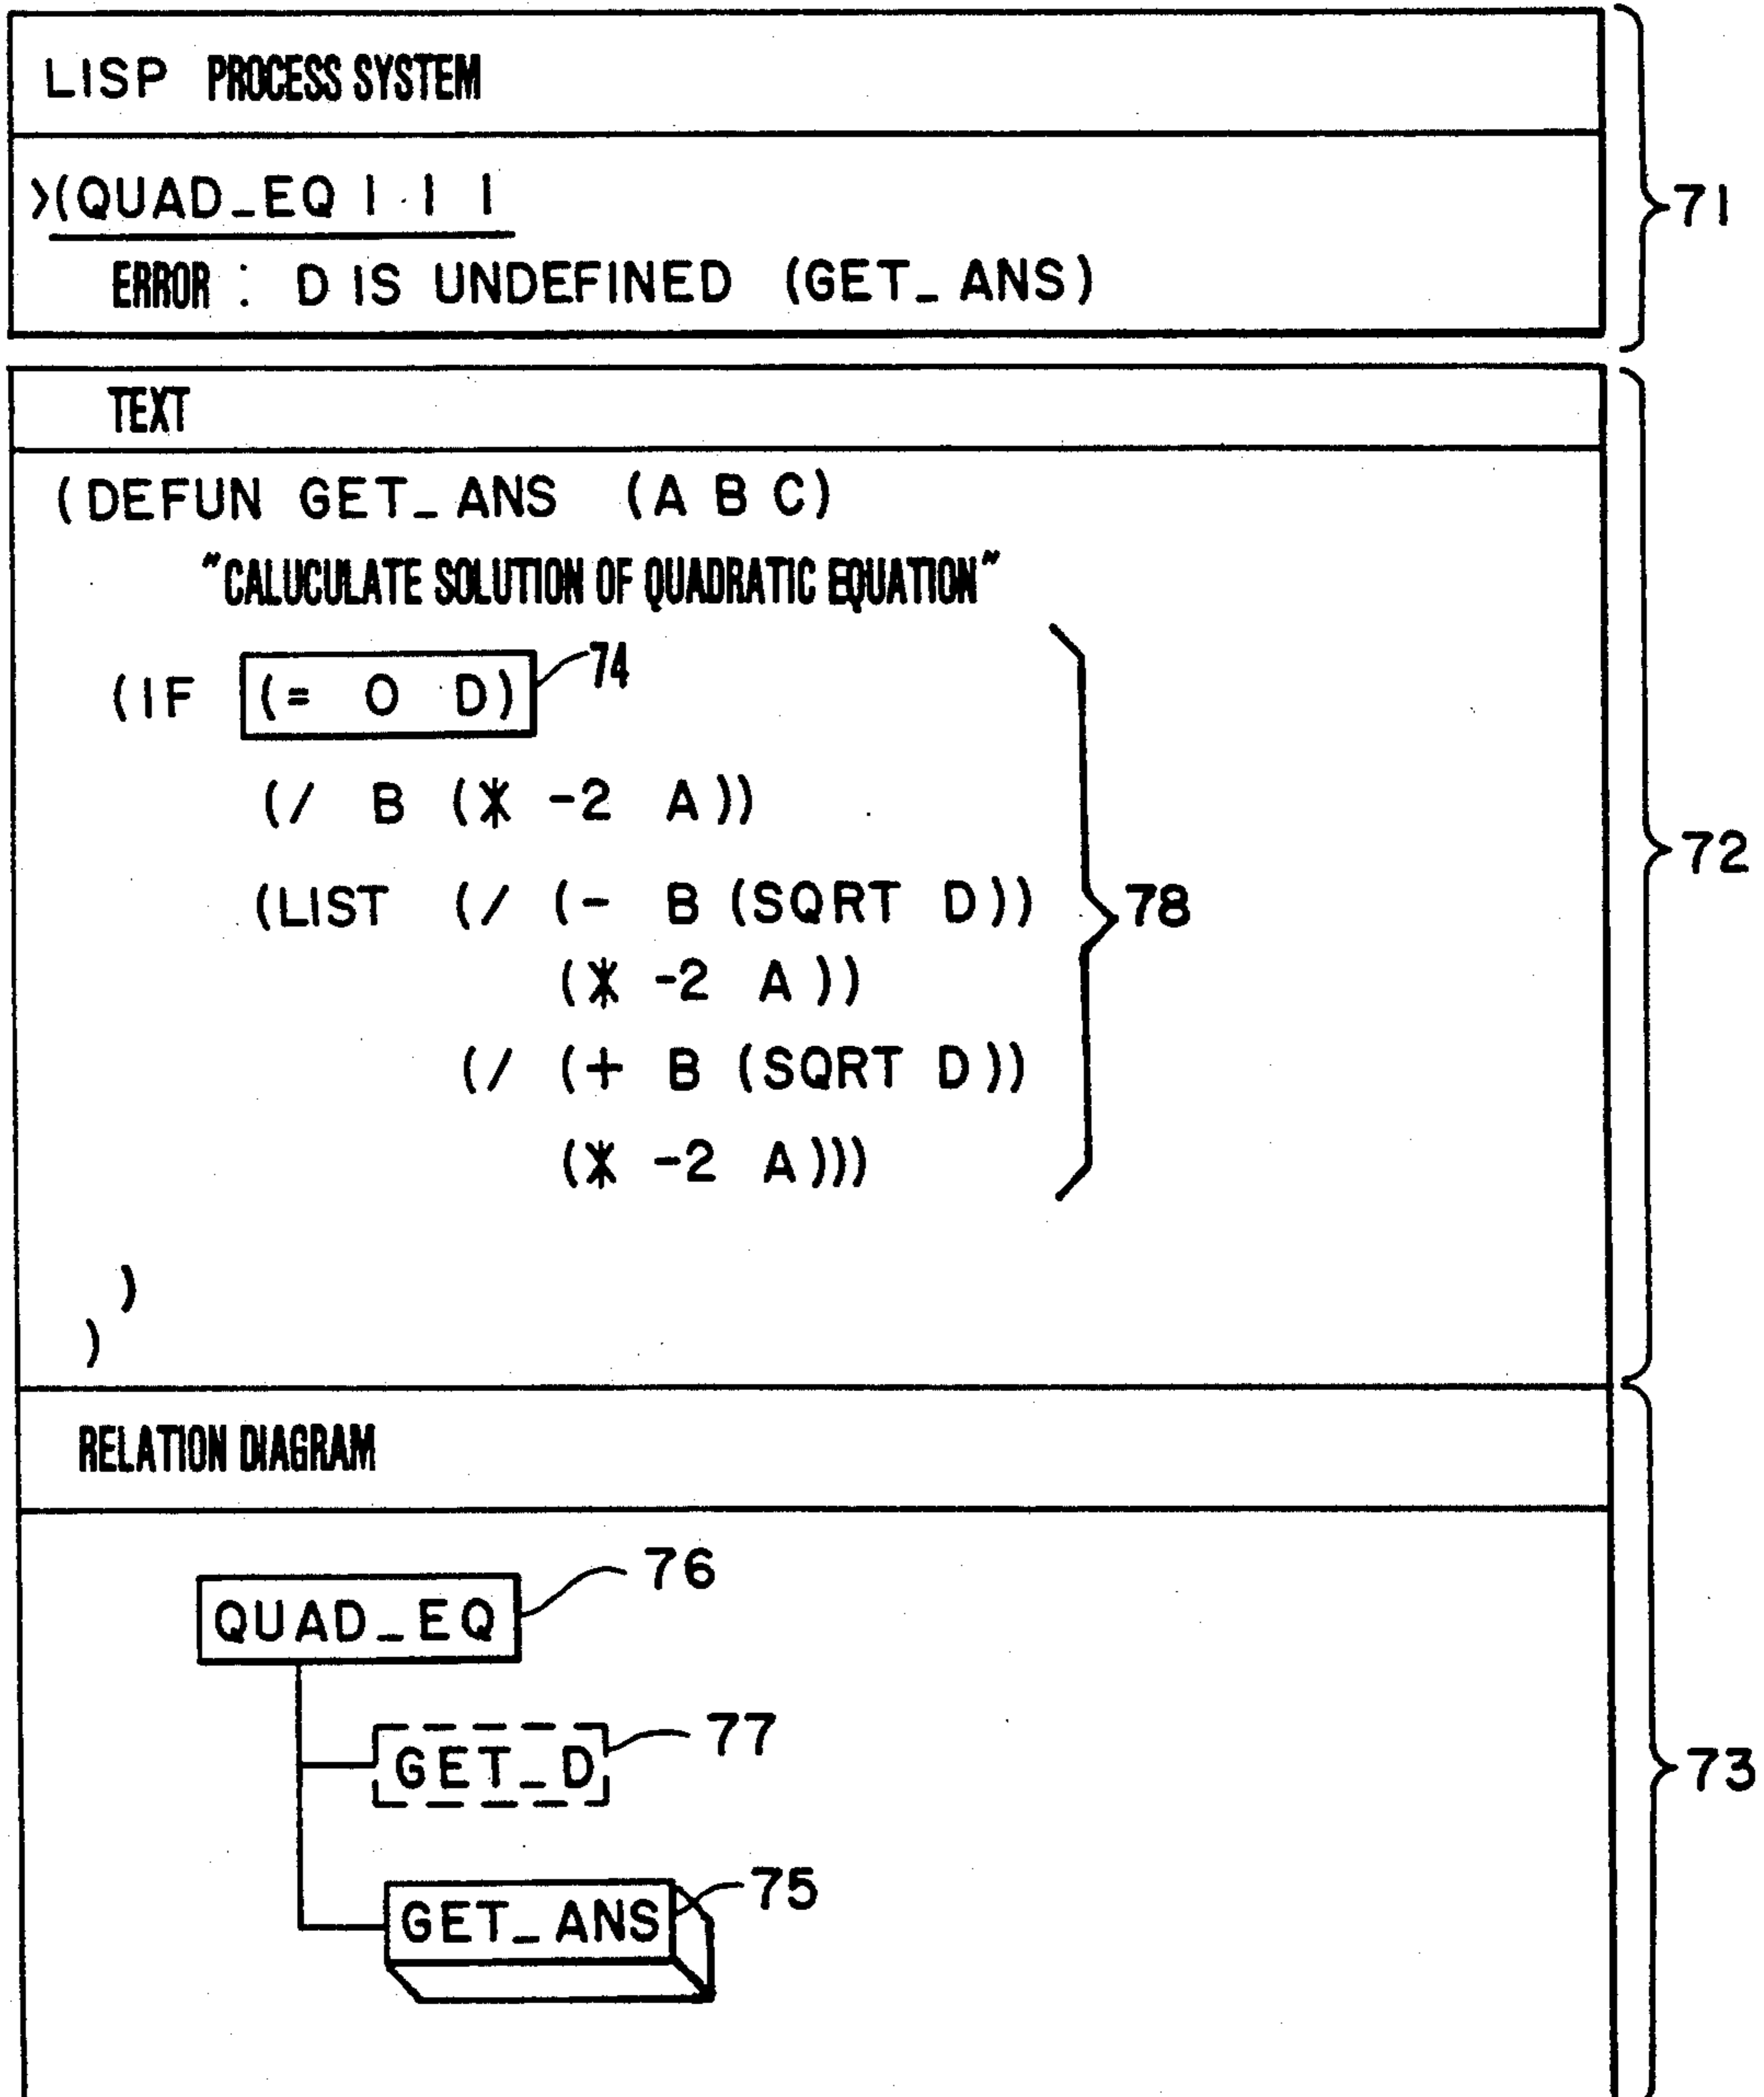 LISP PROCESS SYSTEM
>(QUAD_EQ 1 1 1
ERROR : D IS UNDEFINED (GET_ANS)
71
TEXT
(DEFUN GET_ANS (A B C)
"CALUCULATE SOLUTION OF QUADRATIC EQUATION"
(IF (= 0 D)
74
(/ B (* -2 A))
(LIST (/ (- B (SQRT D))
(* -2 A))
(/ (+ B (SQRT D))
(* -2 A)))
)
)
78
72
RELATION DIAGRAM
QUAD_EQ
76
GET_D
77
GET_ANS
75
73